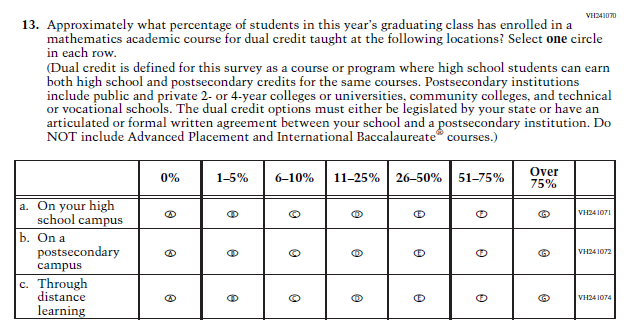 VH241070
13. Approximately what percentage of students in this year's graduating class has enrolled in a
mathematics academic course for dual credit taught at the following locations? Select one circle
in each row.
(Dual credit is defined for this survey as a course or program where high school students can earn
both high school and postsecondary credits for the same courses. Postsecondary institutions
include public and private 2- or 4-year colleges or universities, community colleges, and technical
or vocational schools. The dual credit options must either be legislated by your state or have an
articulated or formal written agreement between your school and a postsecondary institution. Do
NOT include Advanced Placement and International Baccalaureate® courses.)
0% 1–5% 6–10% 11–25% 26–50% 51–75% Over 75%
a. On your high
school campus
A B C D E F G VH241071
b. On a
postsecondary
campus
A B C D E F G VH241072
c. Through
distance
learning
A B C D E F G VH241074